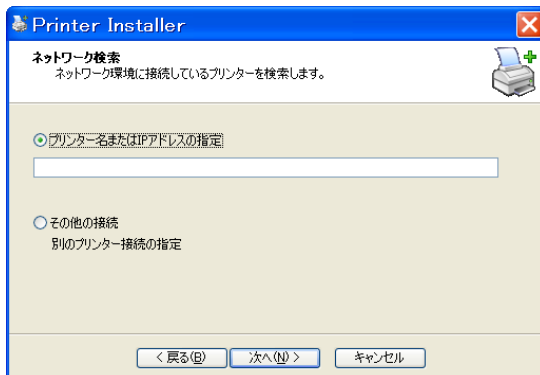 Printer Installer
ネットワーク検索
ネットワーク環境に接続しているプリンターを検索します。
プリンター名またはIPアドレスの指定
その他の接続
別のプリンター接続の指定
< 戻る(B)
次へ(N) >
キャンセル